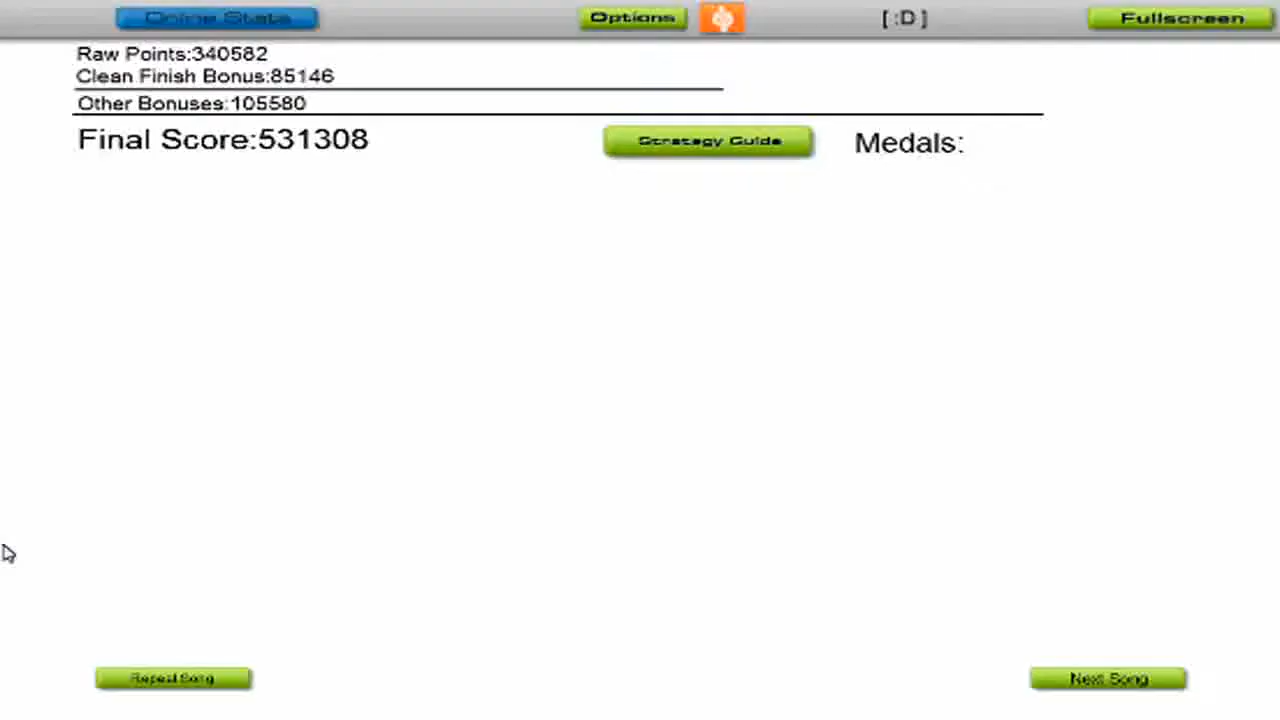 Online Stats Options [ :D ] Fullscreen
Raw Points:340582
Clean Finish Bonus:85146
Other Bonuses:105580
Final Score:531308 Strategy Guide Medals:
Repeat Song Next Song